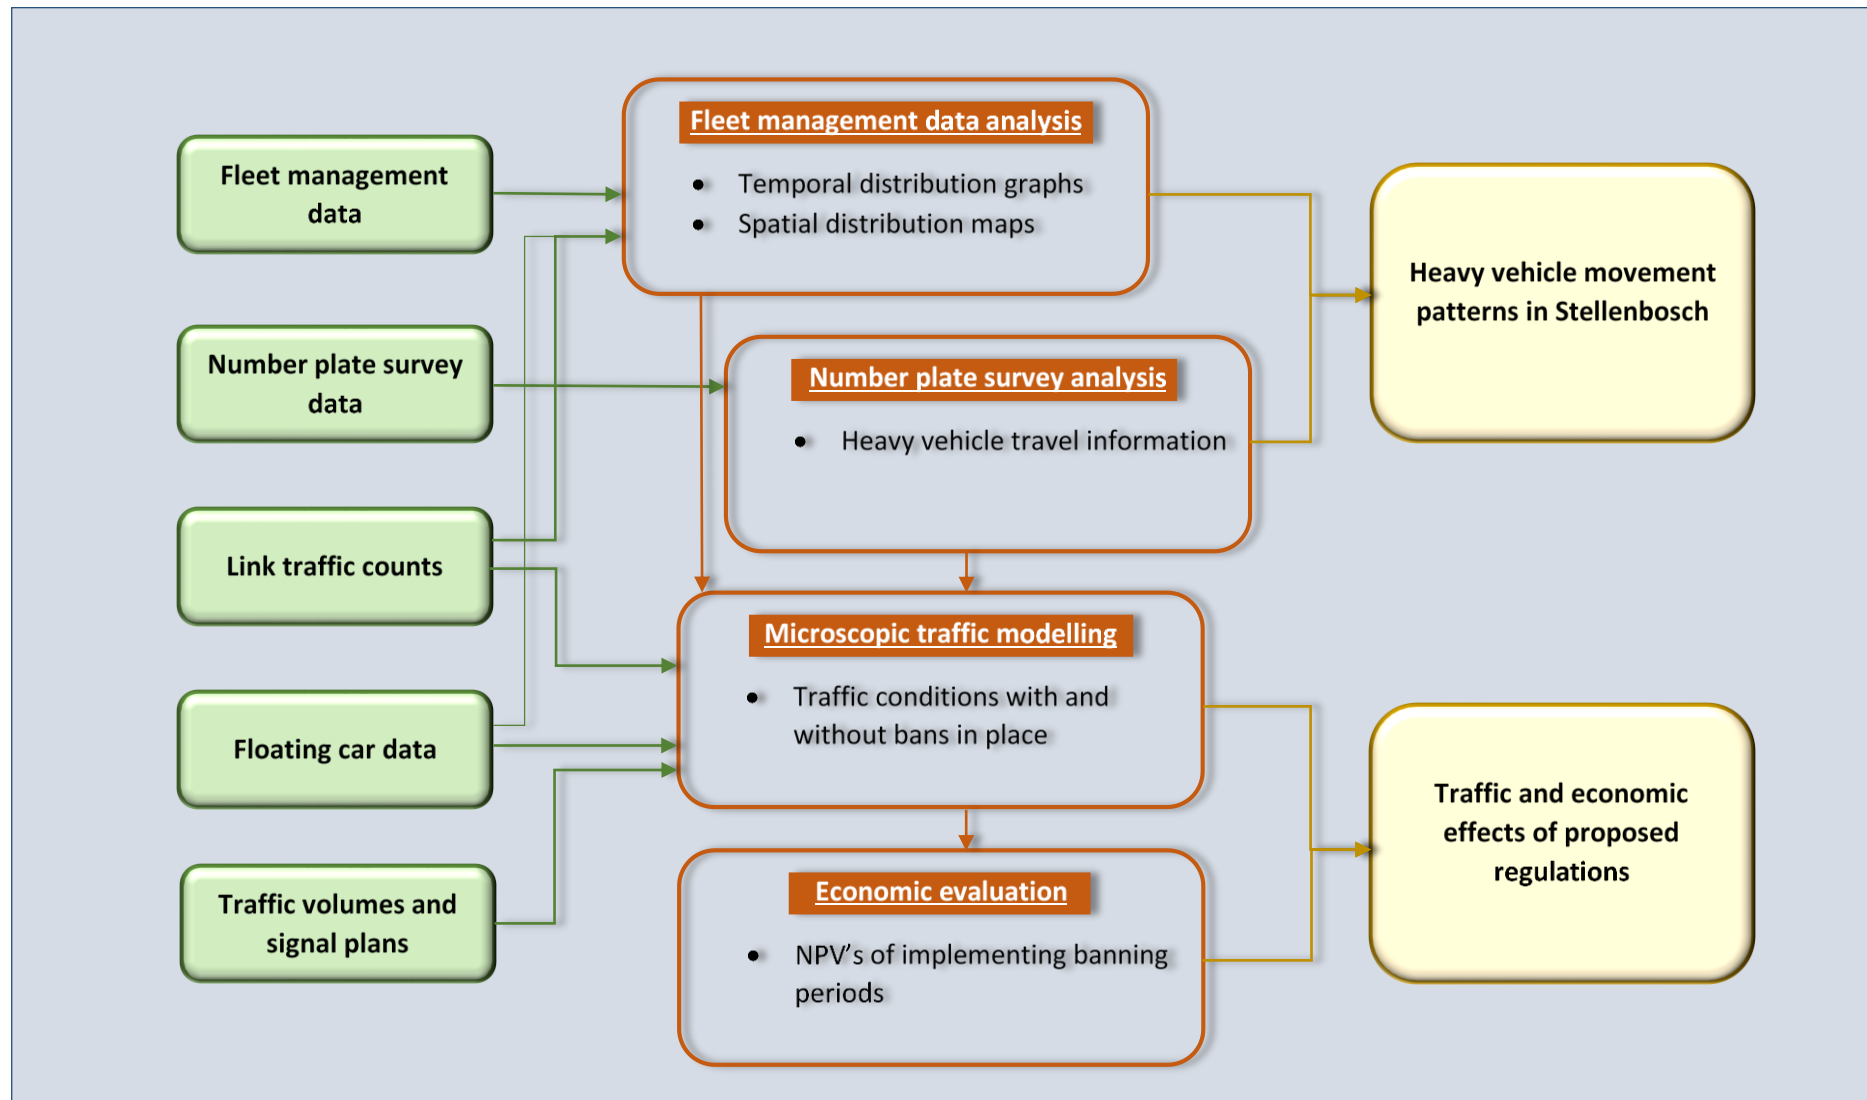 Fleet management
data
Number plate survey
data
Link traffic counts
Floating car data
Traffic volumes and
signal plans
Fleet management data analysis
• Temporal distribution graphs
• Spatial distribution maps
Number plate survey analysis
• Heavy vehicle travel information
Microscopic traffic modelling
• Traffic conditions with and
without bans in place
Economic evaluation
• NPV’s of implementing banning
periods
Heavy vehicle movement
patterns in Stellenbosch
Traffic and economic
effects of proposed
regulations